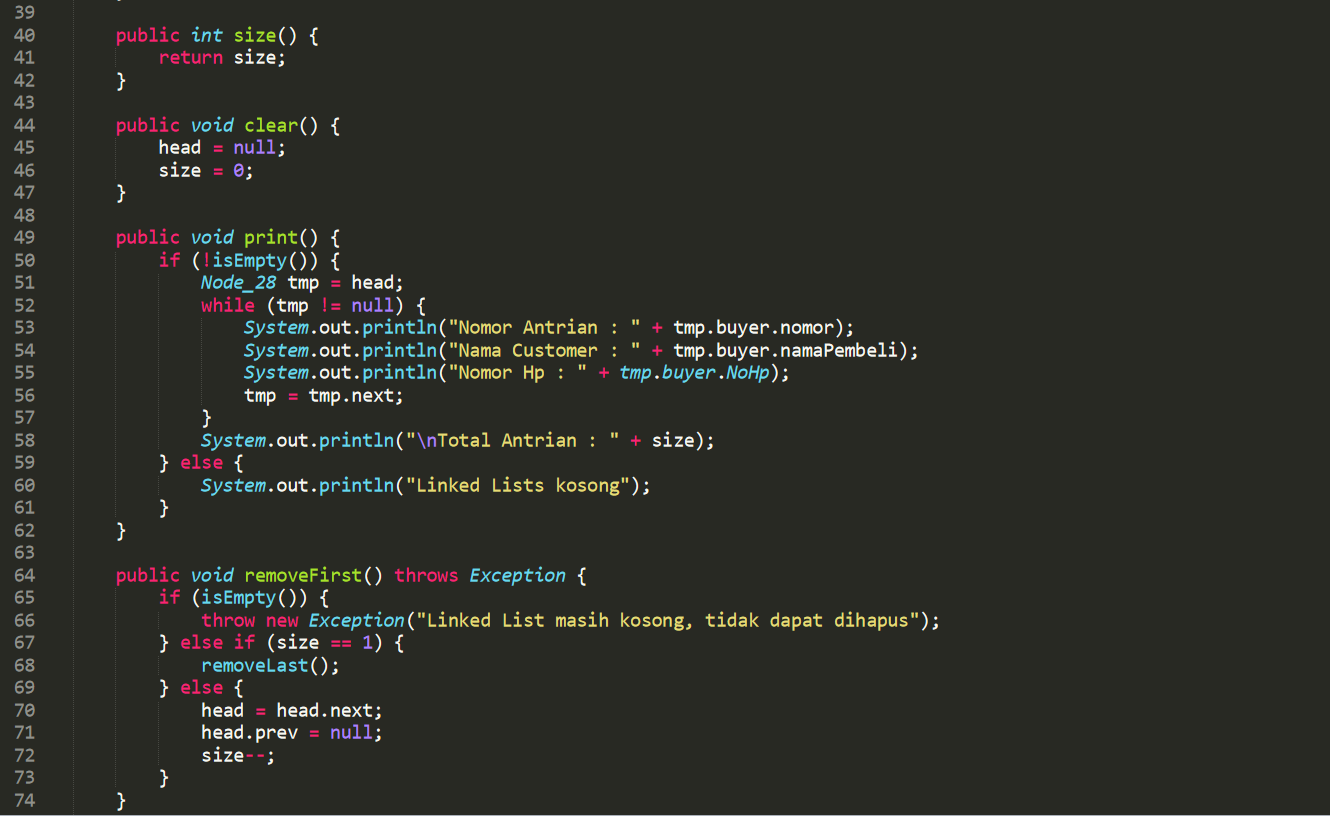 39
40 public int size() {
41 return size;
42 }
43
44 public void clear() {
45 head = null;
46 size = 0;
47 }
48
49 public void print() {
50 if (!isEmpty()) {
51 Node_28 tmp = head;
52 while (tmp != null) {
53 System.out.println("Nomor Antrian : " + tmp.buyer.nomor);
54 System.out.println("Nama Customer : " + tmp.buyer.namaPembeli);
55 System.out.println("Nomor Hp : " + tmp.buyer.NoHp);
56 tmp = tmp.next;
57 }
58 System.out.println("\nTotal Antrian : " + size);
59 } else {
60 System.out.println("Linked Lists kosong");
61 }
62 }
63
64 public void removeFirst() throws Exception {
65 if (isEmpty()) {
66 throw new Exception("Linked List masih kosong, tidak dapat dihapus");
67 } else if (size == 1) {
68 removeLast();
69 } else {
70 head = head.next;
71 head.prev = null;
72 size--;
73 }
74 }